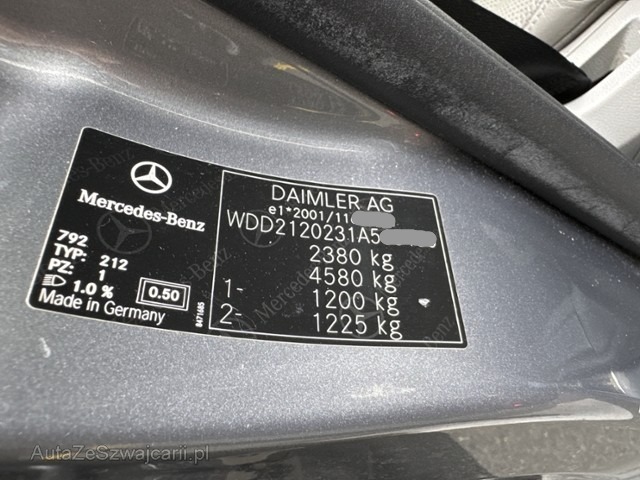 Mercedes-Benz
792
TYP: 212
PZ: 1
1.0 % 0.50
Made in Germany
8471685
DAIMLER AG
e1*2001/11
WDD2120231A5
2380 kg
4580 kg
1- 1200 kg
2- 1225 kg
AutaZeSzwajcarii.pl